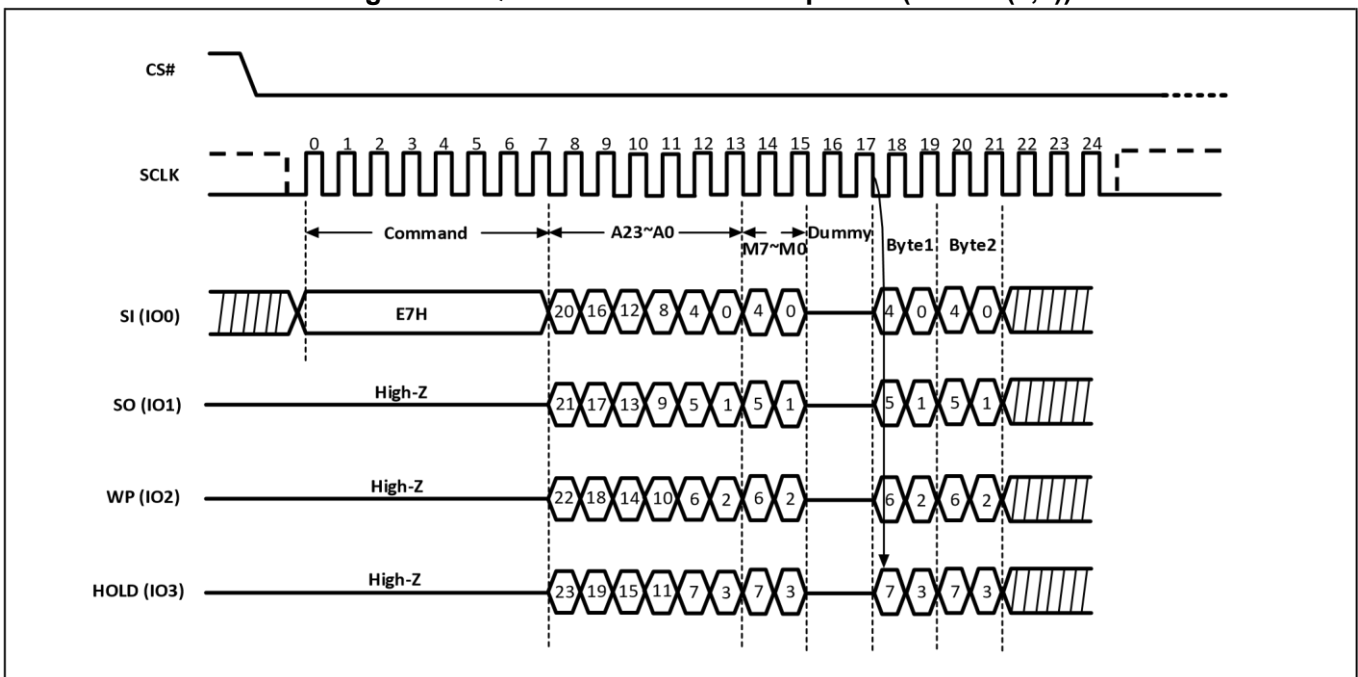 CS#
0 1 2 3 4 5 6 7 8 9 10 11 12 13 14 15 16 17 18 19 20 21 22 23 24
SCLK
Command A23~A0 M7~M0 Dummy Byte1 Byte2
SI (IO0) E7H 20 16 12 8 4 0 4 0 4 0 4 0
SO (IO1) High-Z 21 17 13 9 5 1 5 1 5 1 5 1
WP (IO2) High-Z 22 18 14 10 6 2 6 2 6 2 6 2
HOLD (IO3) High-Z 23 19 15 11 7 3 7 3 7 3 7 3